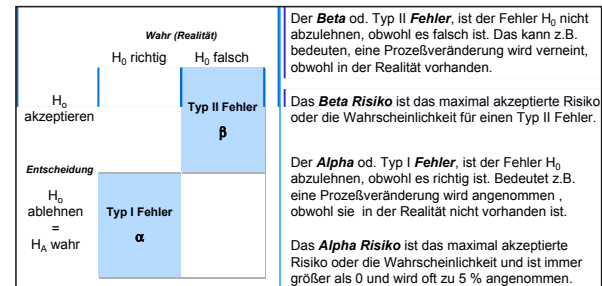 Wahr (Realität)
H0 richtig H0 falsch
Ho
akzeptieren
Typ II Fehler
β
Entscheidung
Ho
ablehnen
=
HA wahr
Typ I Fehler
α
Der Beta od. Typ II Fehler, ist der Fehler H0 nicht
abzulehnen, obwohl es falsch ist. Das kann z.B.
bedeuten, eine Prozeßveränderung wird verneint,
obwohl in der Realität vorhanden.
Das Beta Risiko ist das maximal akzeptierte Risiko
oder die Wahrscheinlichkeit für einen Typ II Fehler.
Der Alpha od. Typ I Fehler, ist der Fehler H0
abzulehnen, obwohl es richtig ist. Bedeutet z.B.
eine Prozeßveränderung wird angenommen ,
obwohl sie in der Realität nicht vorhanden ist.
Das Alpha Risiko ist das maximal akzeptierte
Risiko oder die Wahrscheinlichkeit und ist immer
größer als 0 und wird oft zu 5 % angenommen.